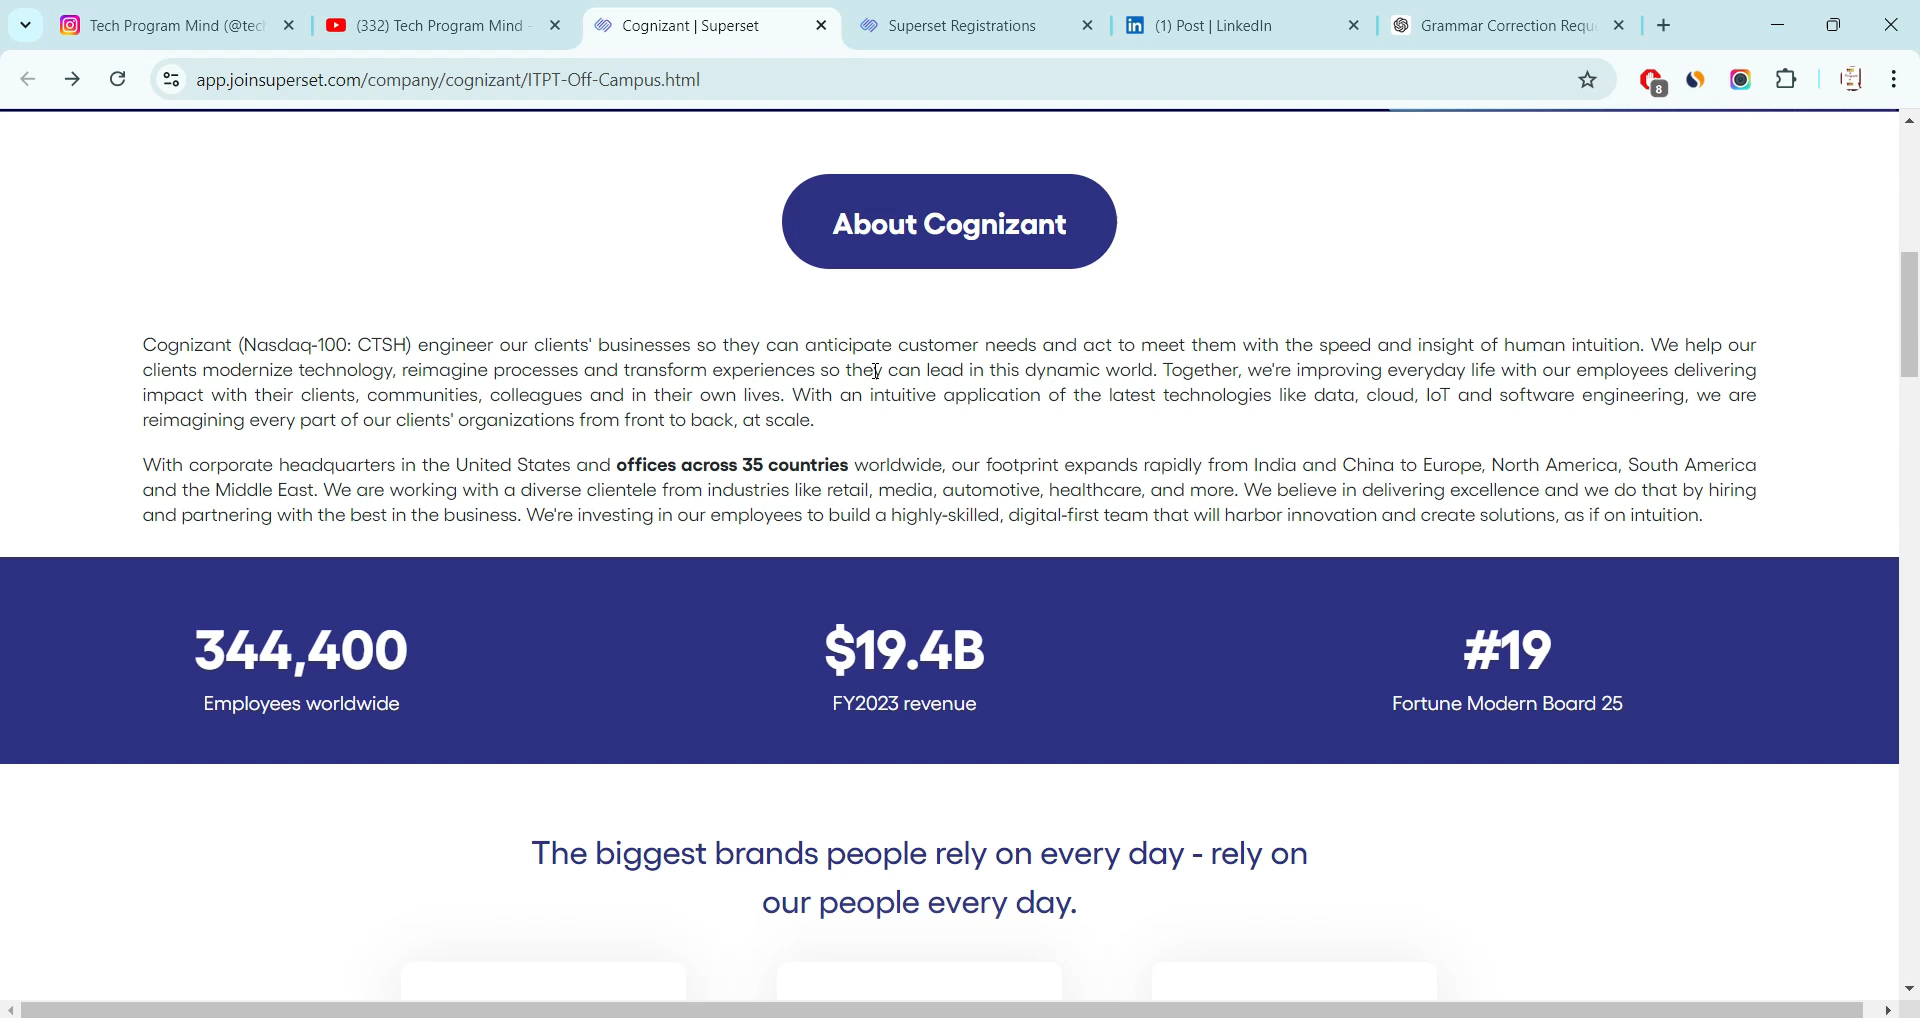 Tech Program Mind (@tec
(332) Tech Program Mind -
Cognizant | Superset
Superset Registrations
(1) Post | LinkedIn
Grammar Correction Requ
app.joinsuperset.com/company/cognizant/ITPT-Off-Campus.html
8
About Cognizant
Cognizant (Nasdaq-100: CTSH) engineer our clients' businesses so they can anticipate customer needs and act to meet them with the speed and insight of human intuition. We help our
clients modernize technology, reimagine processes and transform experiences so they can lead in this dynamic world. Together, we're improving everyday life with our employees delivering
impact with their clients, communities, colleagues and in their own lives. With an intuitive application of the latest technologies like data, cloud, IoT and software engineering, we are
reimagining every part of our clients' organizations from front to back, at scale.
With corporate headquarters in the United States and offices across 35 countries worldwide, our footprint expands rapidly from India and China to Europe, North America, South America
and the Middle East. We are working with a diverse clientele from industries like retail, media, automotive, healthcare, and more. We believe in delivering excellence and we do that by hiring
and partnering with the best in the business. We're investing in our employees to build a highly-skilled, digital-first team that will harbor innovation and create solutions, as if on intuition.
344,400
Employees worldwide
$19.4B
FY2023 revenue
#19
Fortune Modern Board 25
The biggest brands people rely on every day - rely on
our people every day.